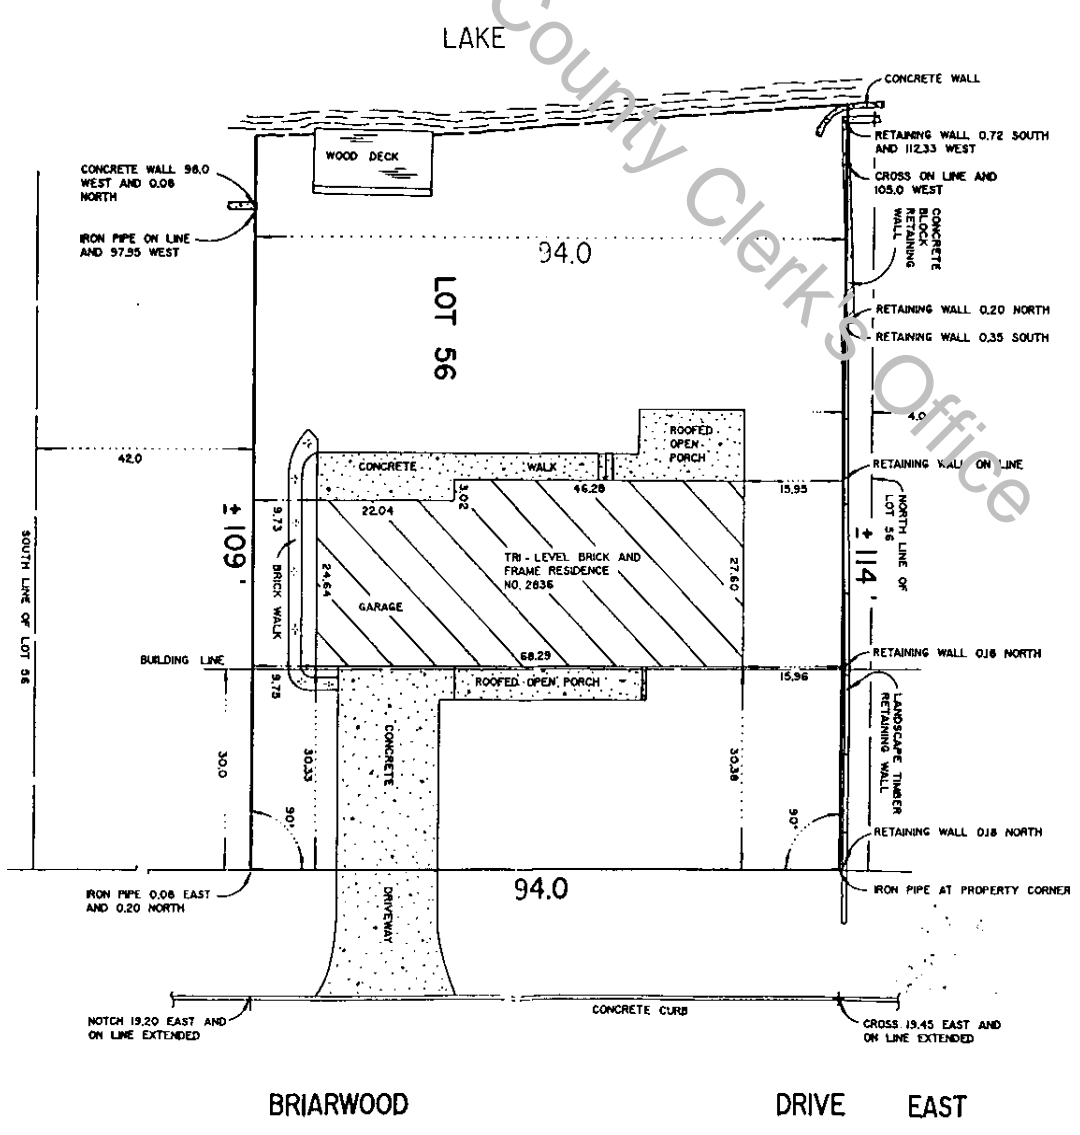 LAKE
County Clerk's Office
CONCRETE WALL
RETAINING WALL 0.72 SOUTH
AND 112.33 WEST
WOOD DECK
CONCRETE WALL 98.0
WEST AND 0.08
NORTH
CROSS ON LINE AND
105.0 WEST
IRON PIPE ON LINE
AND 97.95 WEST
94.0
CONCRETE
BLOCK
RETAINING
WALL
LOT 56
RETAINING WALL 0.20 NORTH
RETAINING WALL 0.35 SOUTH
4.0
ROOFED
OPEN
PORCH
42.0
CONCRETE WALK
RETAINING WALL ON LINE
46.28
15.95
3.02
22.04
9.73
± 109'
NORTH LINE OF
LOT 56
± 114'
SOUTH LINE OF LOT 56
TRI - LEVEL BRICK AND
FRAME RESIDENCE
NO. 2836
27.60
24.64
BRICK WALK
GARAGE
BUILDING LINE
68.29
RETAINING WALL 0.16 NORTH
9.75
ROOFED OPEN PORCH
15.96
LANDSCAPE TIMBER
RETAINING WALL
30.0
30.33
CONCRETE
30.38
90°
90°
RETAINING WALL 0.18 NORTH
IRON PIPE 0.08 EAST
AND 0.20 NORTH
94.0
IRON PIPE AT PROPERTY CORNER
DRIVEWAY
CONCRETE CURB
NOTCH 19.20 EAST AND
ON LINE EXTENDED
CROSS 19.45 EAST AND
ON LINE EXTENDED
BRIARWOOD DRIVE EAST